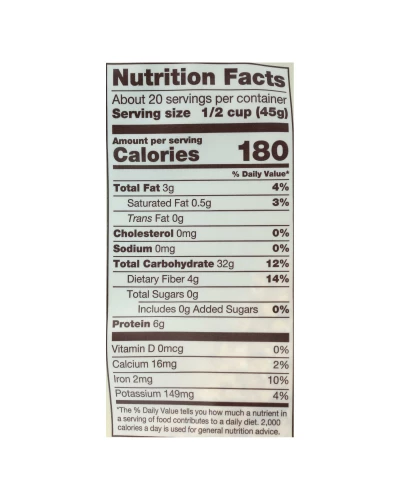 Nutrition Facts
About 20 servings per container
Serving size 1/2 cup (45g)
Amount per serving
Calories 180
% Daily Value*
Total Fat 3g 4%
Saturated Fat 0.5g 3%
Trans Fat 0g
Cholesterol 0mg 0%
Sodium 0mg 0%
Total Carbohydrate 32g 12%
Dietary Fiber 4g 14%
Total Sugars 0g
Includes 0g Added Sugars 0%
Protein 6g
Vitamin D 0mcg 0%
Calcium 16mg 2%
Iron 2mg 10%
Potassium 149mg 4%
*The % Daily Value tells you how much a nutrient in
a serving of food contributes to a daily diet. 2,000
calories a day is used for general nutrition advice.